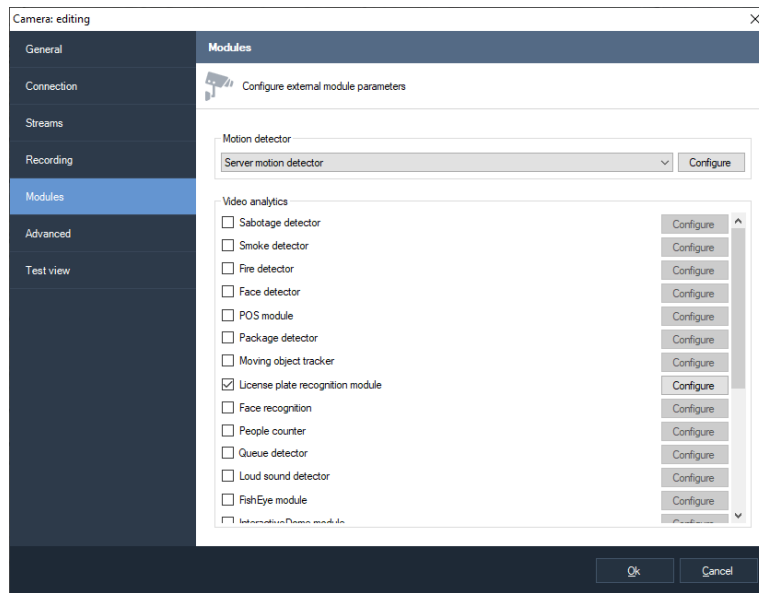 Camera: editing
General
Connection
Streams
Recording
Modules
Advanced
Test view
Modules
Configure external module parameters
Motion detector
Server motion detector Configure
Video analytics
Sabotage detector Configure
Smoke detector Configure
Fire detector Configure
Face detector Configure
POS module Configure
Package detector Configure
Moving object tracker Configure
License plate recognition module Configure
Face recognition Configure
People counter Configure
Queue detector Configure
Loud sound detector Configure
FishEye module Configure
InteractiveDemo module Configure
Ok Cancel